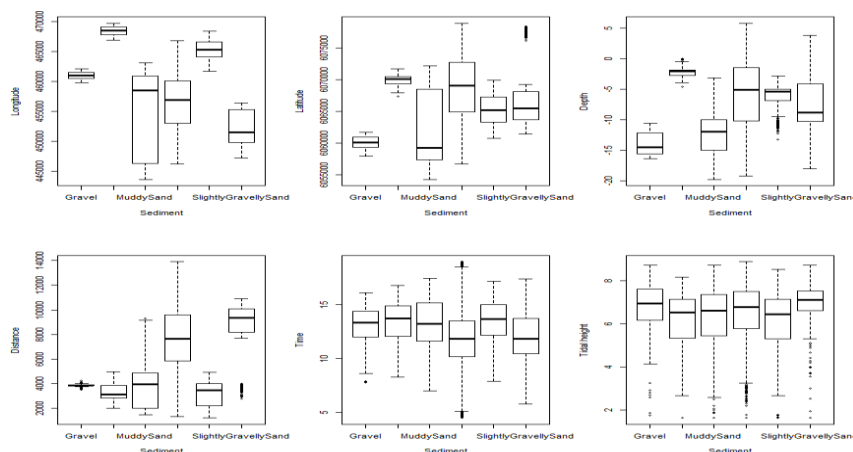 Longitude
470000
465000
460000
455000
450000
445000
Gravel MuddySand SlightlyGravellySand
Sediment
Latitude
6075000
6070000
6065000
6060000
6055000
Gravel MuddySand SlightlyGravellySand
Sediment
Depth
5
0
-5
-10
-15
-20
Gravel MuddySand SlightlyGravellySand
Sediment
Distance
14000
12000
10000
8000
6000
4000
2000
Gravel MuddySand SlightlyGravellySand
Sediment
Time
15
10
5
Gravel MuddySand SlightlyGravellySand
Sediment
Tidal height
8
6
4
2
Gravel MuddySand SlightlyGravellySand
Sediment